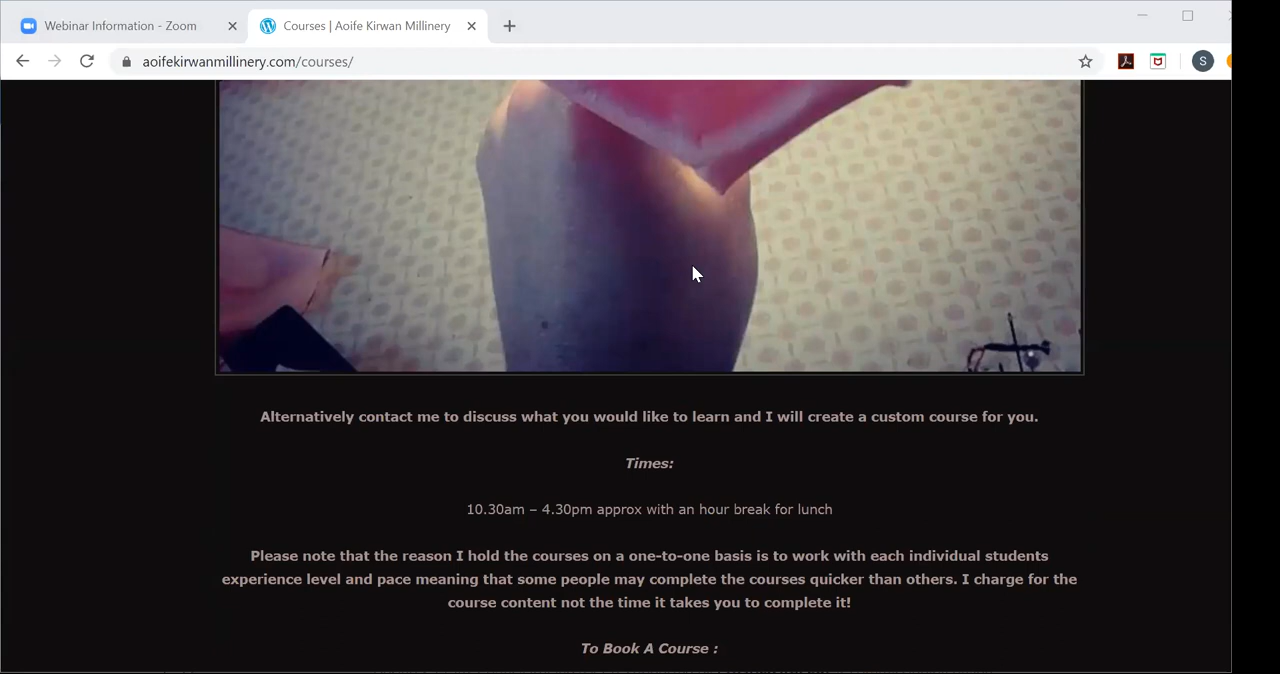 Webinar Information - Zoom
Courses | Aoife Kirwan Millinery
aoifekirwanmillinery.com/courses/
S
Alternatively contact me to discuss what you would like to learn and I will create a custom course for you.
Times:
10.30am – 4.30pm approx with an hour break for lunch
Please note that the reason I hold the courses on a one-to-one basis is to work with each individual students
experience level and pace meaning that some people may complete the courses quicker than others. I charge for the
course content not the time it takes you to complete it!
To Book A Course :